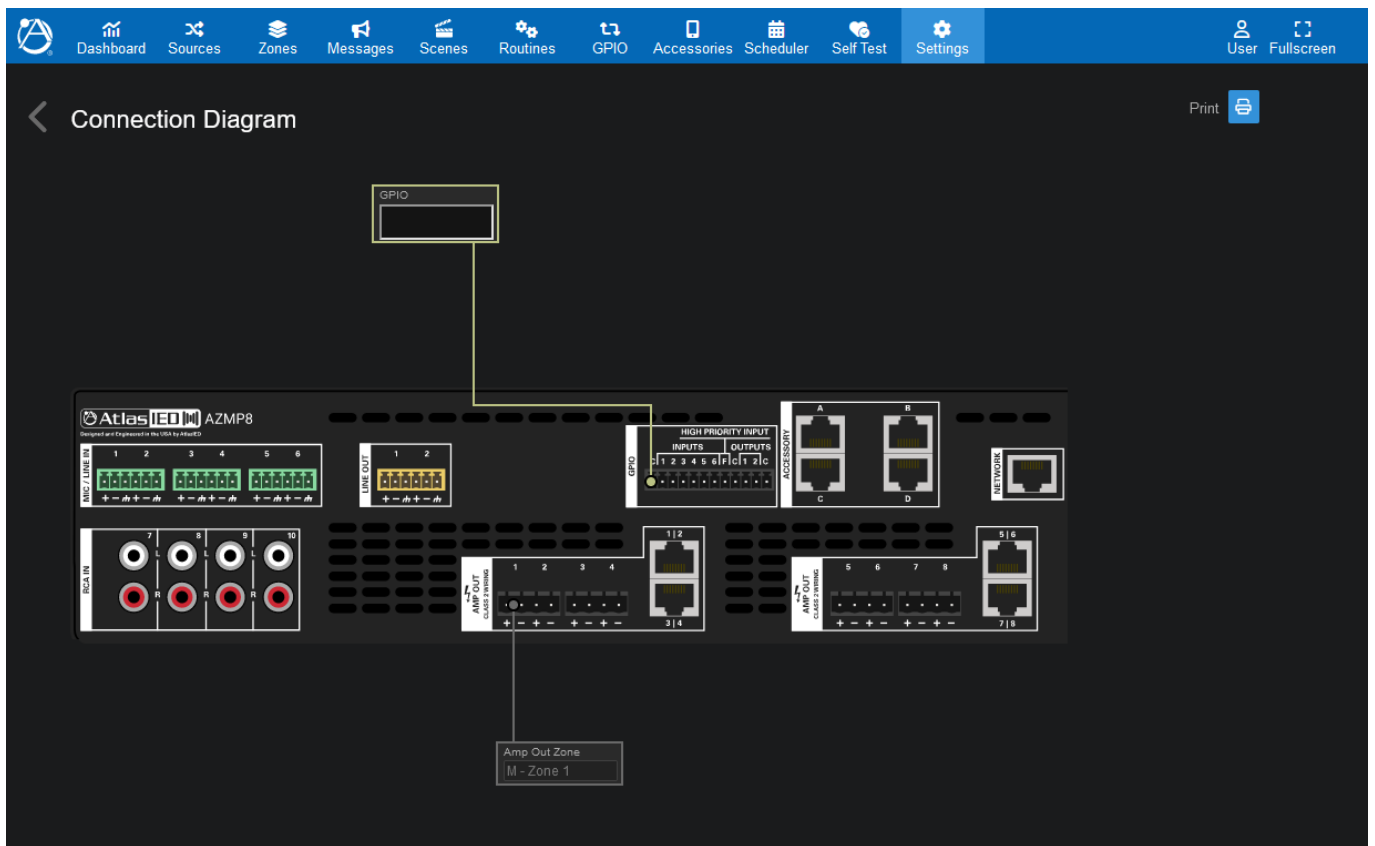 Dashboard Sources Zones Messages Scenes Routines GPIO Accessories Scheduler Self Test Settings User Fullscreen
Connection Diagram
Print
GPIO
AtlasIED AZMP8
Designed and Engineered in the USA by AtlasIED
MIC / LINE IN
1 2 3 4 5 6
+ - + - + - + - + - + -
LINE OUT
1 2
+ - + -
GPIO
HIGH PRIORITY INPUT
INPUTS OUTPUTS
C 1 2 3 4 5 6 F C 1 2 C
ACCESSORY
A B
C D
NETWORK
RCA IN
7 8 9 10
L L L
R R R
AMP OUT
CLASS 2 WIRING
1 2 3 4
+ - + - + - + -
1|2
3|4
AMP OUT
CLASS 2 WIRING
5 6 7 8
+ - + - + - + -
5|6
7|8
Amp Out Zone
M - Zone 1